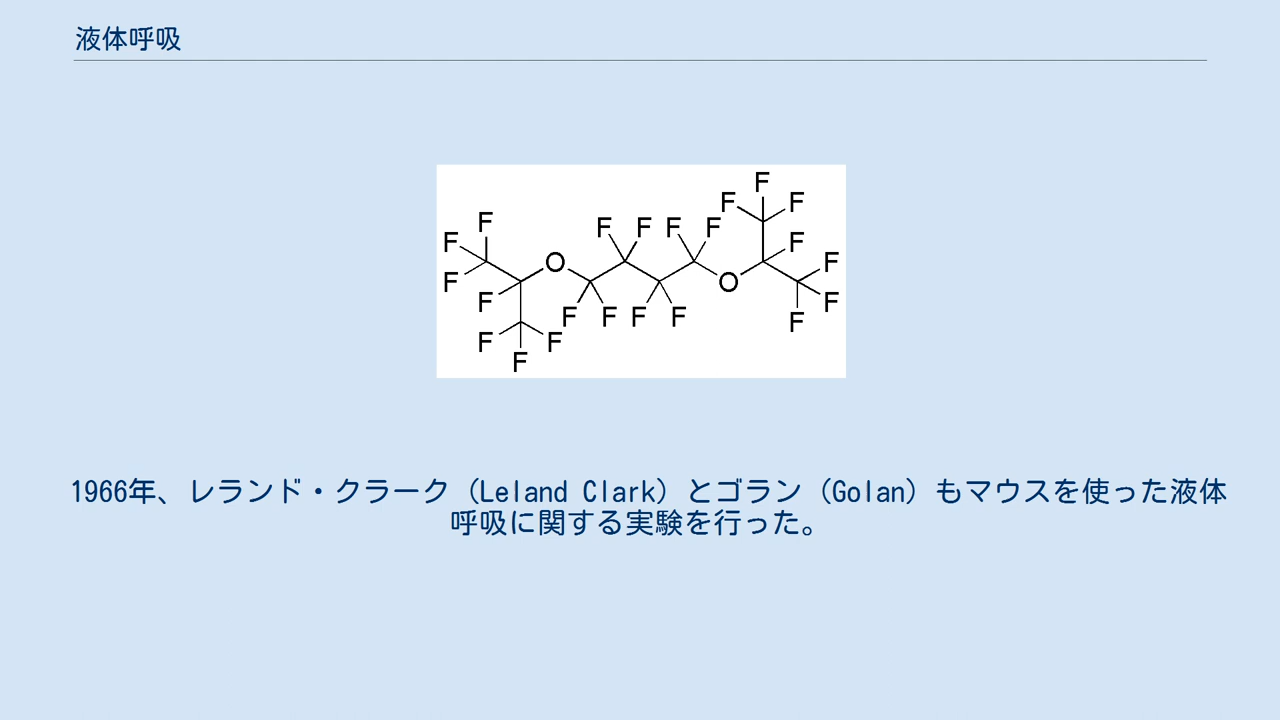 液体呼吸
F
F F F
F F F F F
F O F
F F O F
F F F F F F
F F F
F
1966年、レランド・クラーク（Leland Clark）とゴラン（Golan）もマウスを使った液体
呼吸に関する実験を行った。